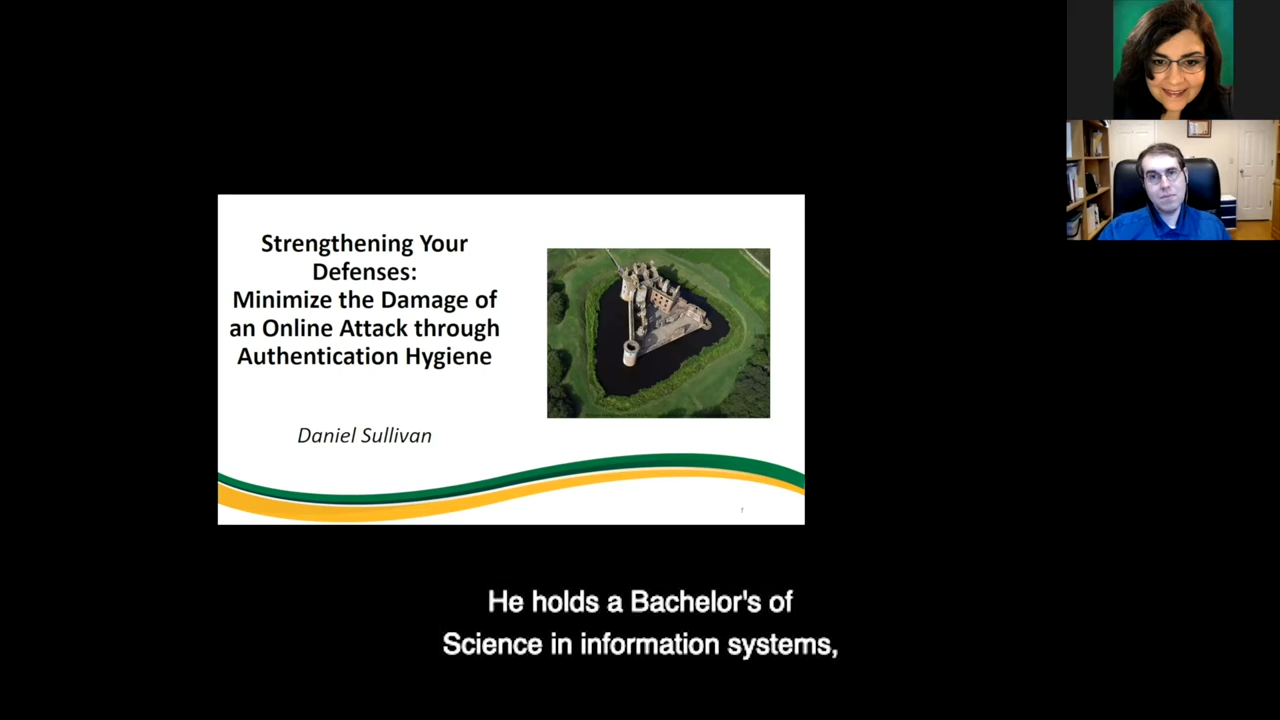 Strengthening Your
Defenses:
Minimize the Damage of
an Online Attack through
Authentication Hygiene
Daniel Sullivan
1
He holds a Bachelor's of
Science in information systems,